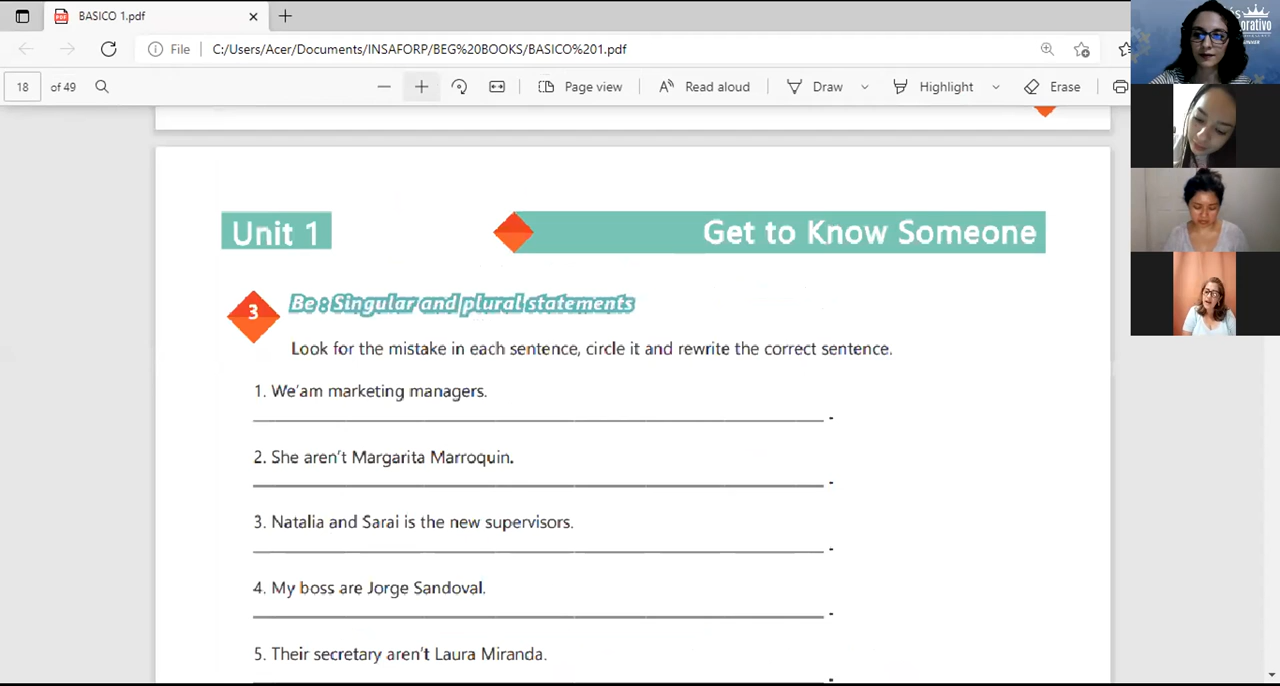 BASICO 1.pdf
File C:/Users/Acer/Documents/INSAFORP/BEG%20BOOKS/BASICO%201.pdf
18 of 49 Page view Read aloud Draw Highlight Erase
Unit 1 Get to Know Someone
3 Be : Singular and plural statements
Look for the mistake in each sentence, circle it and rewrite the correct sentence.
1. We'am marketing managers.
2. She aren't Margarita Marroquin.
3. Natalia and Sarai is the new supervisors.
4. My boss are Jorge Sandoval.
5. Their secretary aren't Laura Miranda.